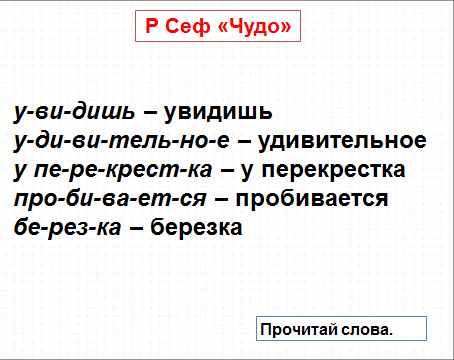 Р Сеф «Чудо»
у-ви-дишь – увидишь
у-ди-ви-тель-но-е – удивительное
у пе-ре-крест-ка – у перекрестка
про-би-ва-ет-ся – пробивается
бе-рез-ка – березка
Прочитай слова.